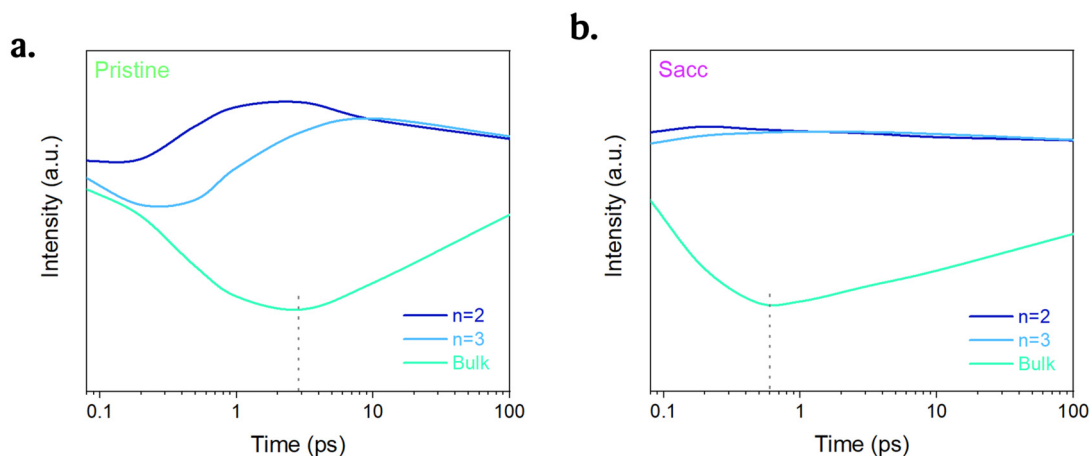 a.
Pristine
Intensity (a.u.)
n=2
n=3
Bulk
0.1 1 10 100
Time (ps)
b.
Sacc
Intensity (a.u.)
n=2
n=3
Bulk
0.1 1 10 100
Time (ps)